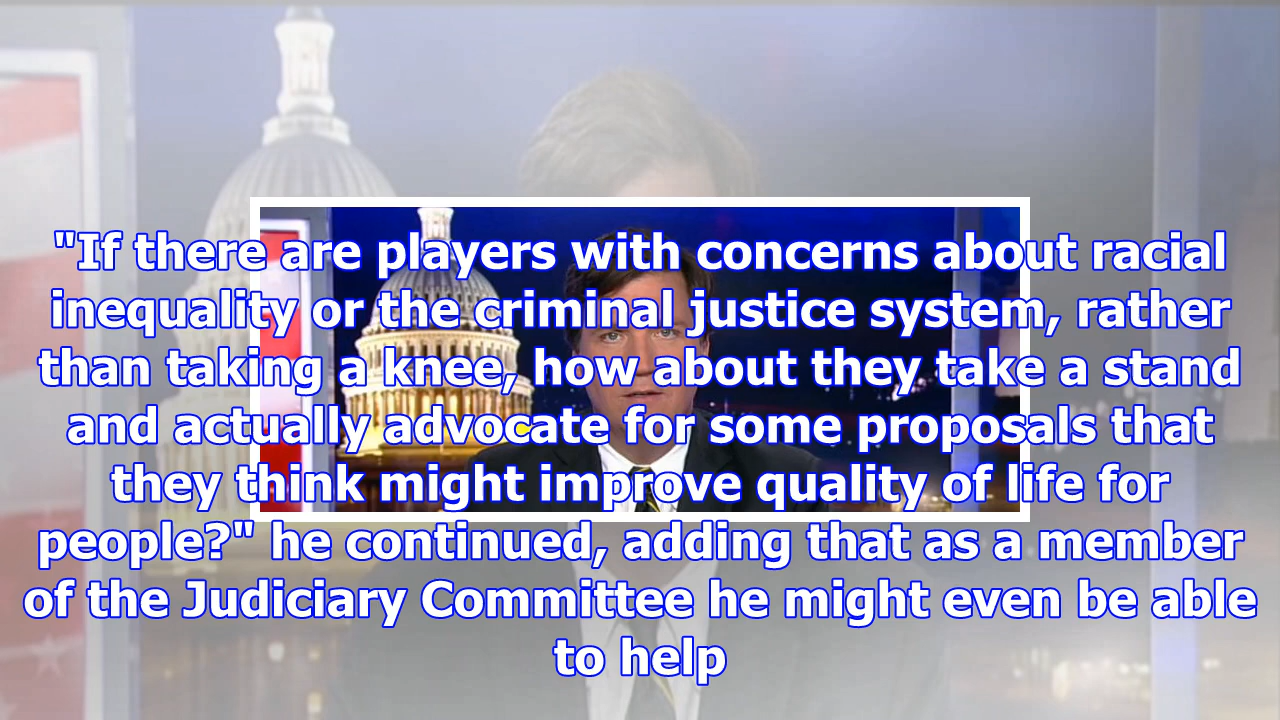 "If there are players with concerns about racial
inequality or the criminal justice system, rather
than taking a knee, how about they take a stand
and actually advocate for some proposals that
they think might improve quality of life for
people?" he continued, adding that as a member
of the Judiciary Committee he might even be able
to help